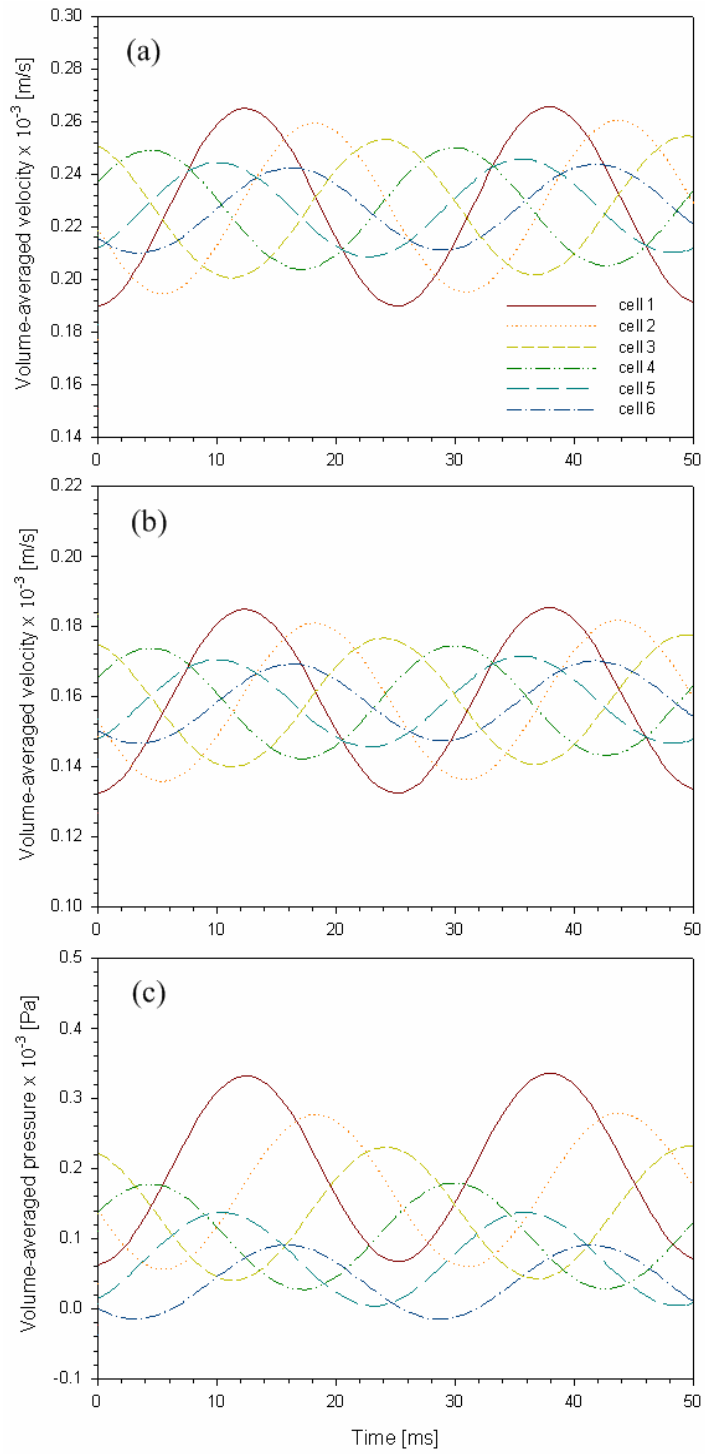 (a)
Volume-averaged velocity x 10⁻³ [m/s]
0.30
0.28
0.26
0.24
0.22
0.20
0.18
0.16
0.14
cell 1
cell 2
cell 3
cell 4
cell 5
cell 6
0 10 20 30 40 50
(b)
Volume-averaged velocity x 10⁻³ [m/s]
0.22
0.20
0.18
0.16
0.14
0.12
0.10
0 10 20 30 40 50
(c)
Volume-averaged pressure x 10⁻³ [Pa]
0.5
0.4
0.3
0.2
0.1
0.0
-0.1
0 10 20 30 40 50
Time [ms]